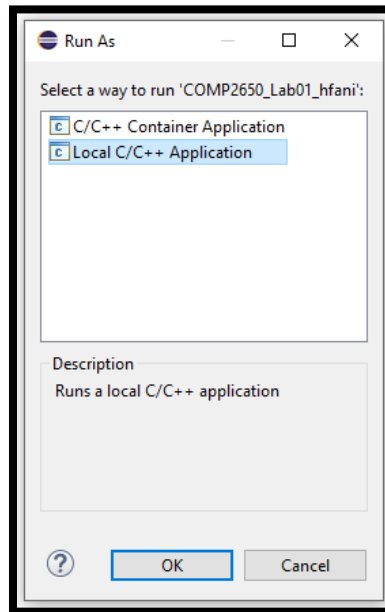 Run As
Select a way to run 'COMP2650_Lab01_hfani':
C/C++ Container Application
Local C/C++ Application
Description
Runs a local C/C++ application
OK Cancel